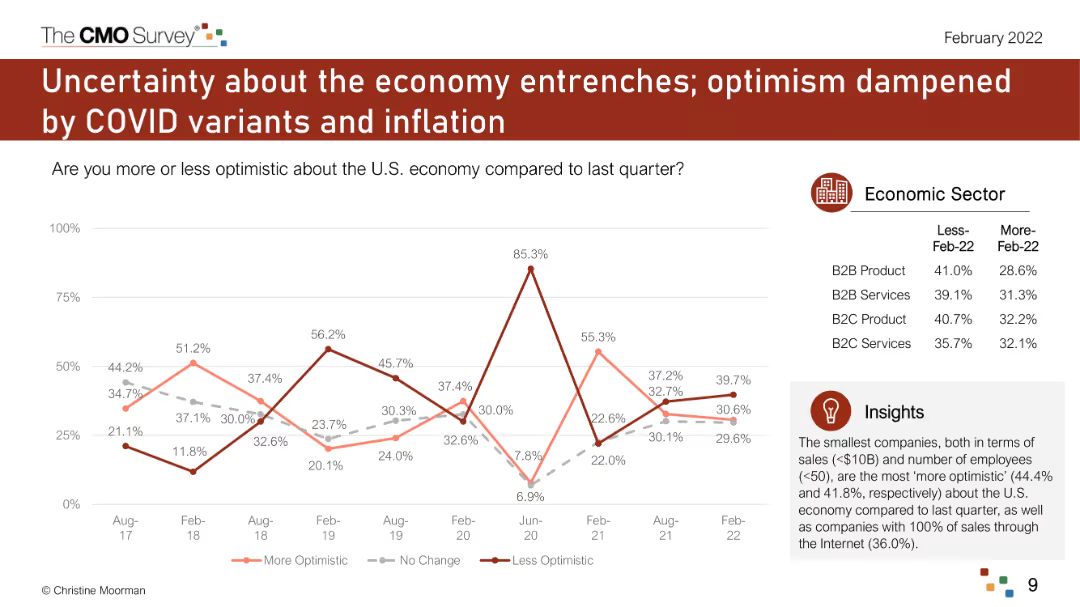 The CMO Survey®
February 2022
Uncertainty about the economy entrenches; optimism dampened
by COVID variants and inflation
Are you more or less optimistic about the U.S. economy compared to last quarter?
100%
75%
50%
25%
0%
44.2%
34.7%
21.1%
51.2%
37.1%
11.8%
37.4%
30.0%
32.6%
56.2%
23.7%
20.1%
45.7%
30.3%
24.0%
37.4%
30.0%
32.6%
85.3%
7.8%
6.9%
55.3%
22.6%
22.0%
37.2%
32.7%
30.1%
39.7%
30.6%
29.6%
Aug-
17
Feb-
18
Aug-
18
Feb-
19
Aug-
19
Feb-
20
Jun-
20
Feb-
21
Aug-
21
Feb-
22
More Optimistic
No Change
Less Optimistic
Economic Sector
Less- More-
Feb-22 Feb-22
B2B Product 41.0% 28.6%
B2B Services 39.1% 31.3%
B2C Product 40.7% 32.2%
B2C Services 35.7% 32.1%
Insights
The smallest companies, both in terms of
sales (<$10B) and number of employees
(<50), are the most ‘more optimistic’ (44.4%
and 41.8%, respectively) about the U.S.
economy compared to last quarter, as well
as companies with 100% of sales through
the Internet (36.0%).
© Christine Moorman
9